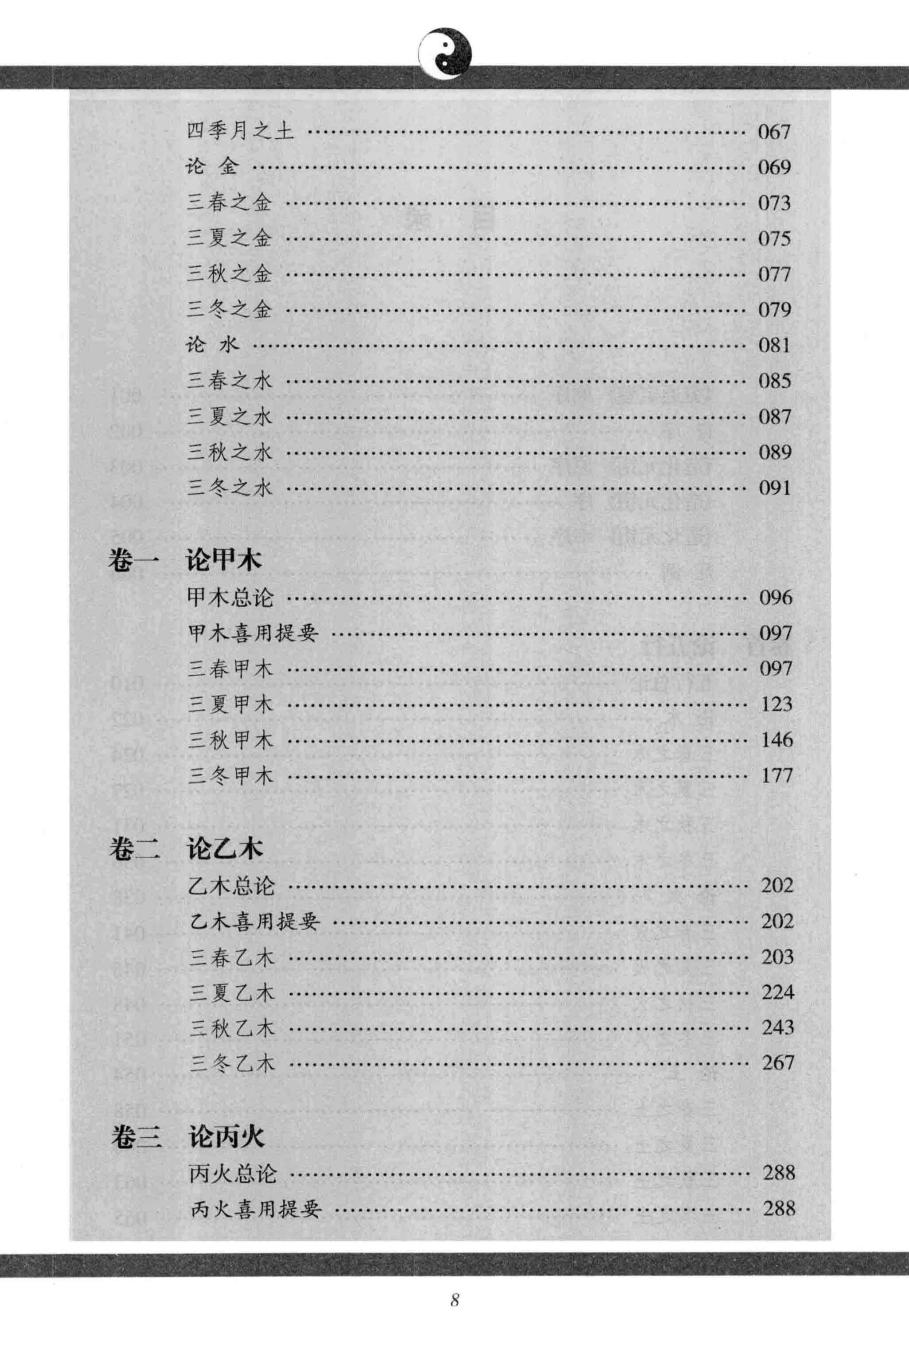 四季月之土 …… 067
论 金 …… 069
三春之金 …… 073
三夏之金 …… 075
三秋之金 …… 077
三冬之金 …… 079
论 水 …… 081
三春之水 …… 085
三夏之水 …… 087
三秋之水 …… 089
三冬之水 …… 091
卷一 论甲木
甲木总论 …… 096
甲木喜用提要 …… 097
三春甲木 …… 097
三夏甲木 …… 123
三秋甲木 …… 146
三冬甲木 …… 177
卷二 论乙木
乙木总论 …… 202
乙木喜用提要 …… 202
三春乙木 …… 203
三夏乙木 …… 224
三秋乙木 …… 243
三冬乙木 …… 267
卷三 论丙火
丙火总论 …… 288
丙火喜用提要 …… 288
8